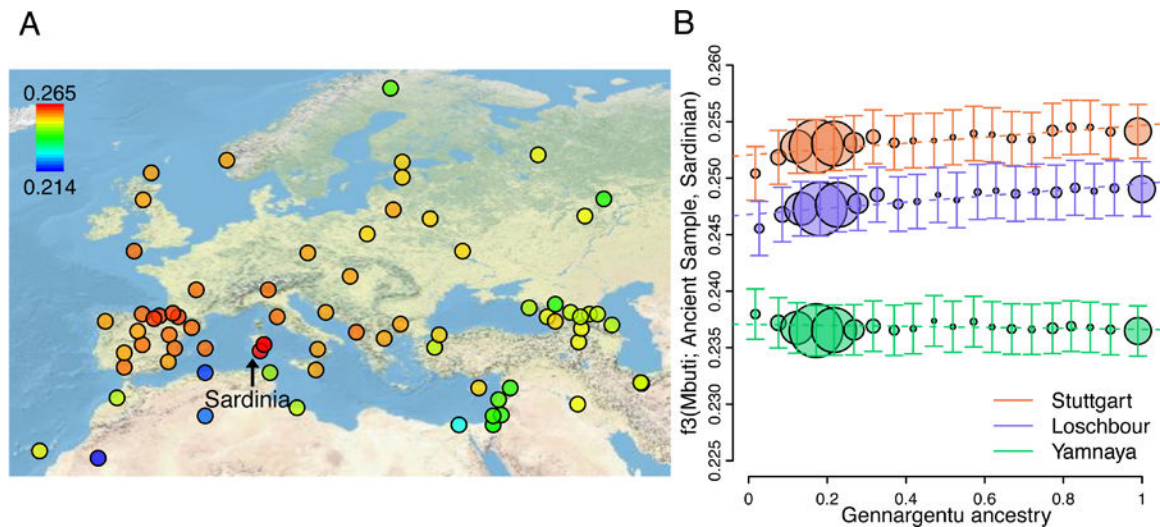 A
0.265
0.214
Sardinia
B
f3(Mbuti; Ancient Sample, Sardinian)
0.260
0.255
0.250
0.245
0.240
0.235
0.230
0.225
Stuttgart
Loschbour
Yamnaya
0 0.2 0.4 0.6 0.8 1
Gennargentu ancestry